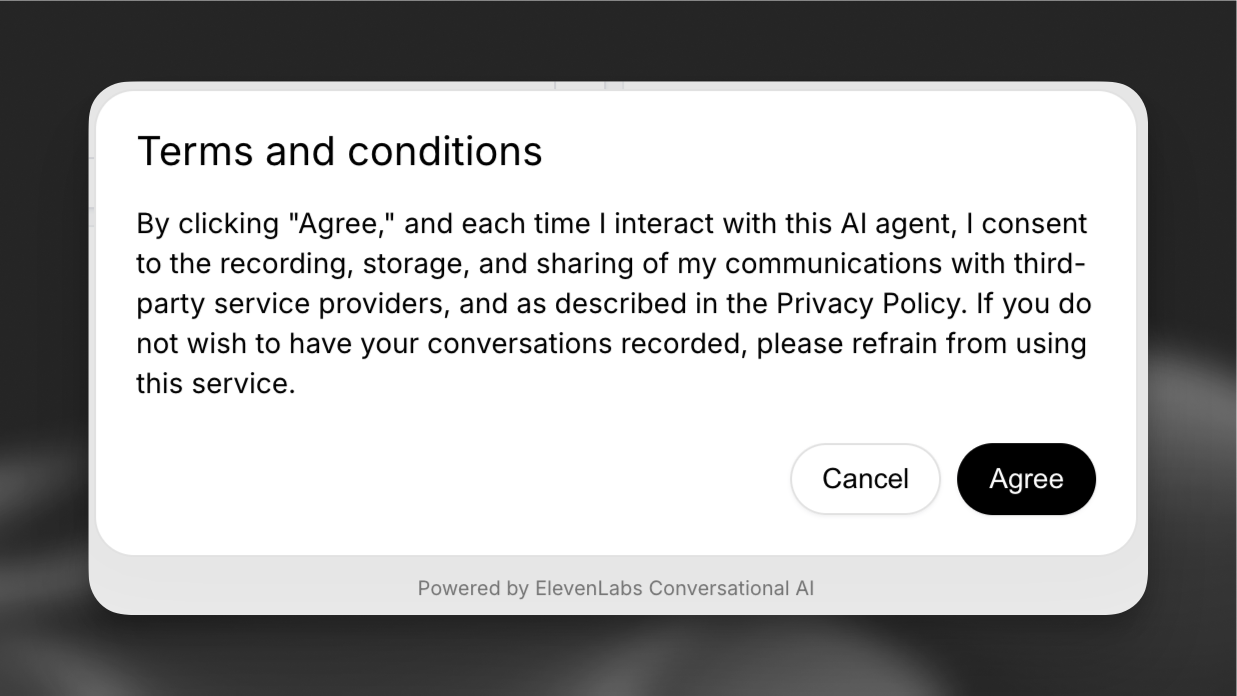 Terms and conditions
By clicking "Agree," and each time I interact with this AI agent, I consent
to the recording, storage, and sharing of my communications with third-
party service providers, and as described in the Privacy Policy. If you do
not wish to have your conversations recorded, please refrain from using
this service.
Cancel Agree
Powered by ElevenLabs Conversational AI